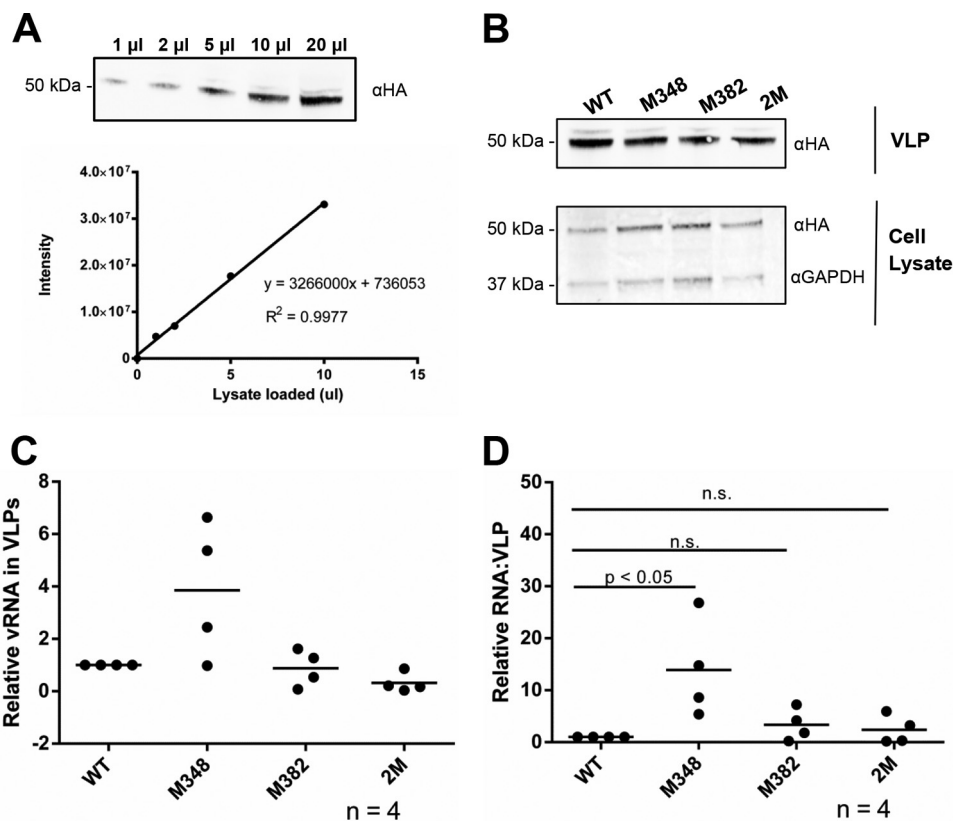 A
1 µl 2 µl 5 µl 10 µl 20 µl
50 kDa -
αHA
4.0×10⁷
3.0×10⁷
2.0×10⁷
1.0×10⁷
0
Intensity
y = 3266000x + 736053
R² = 0.9977
0 5 10 15
Lysate loaded (ul)
B
WT M348 M382 2M
50 kDa -
αHA
VLP
50 kDa -
αHA
37 kDa -
αGAPDH
Cell
Lysate
C
8
6
4
2
0
-2
Relative vRNA in VLPs
WT M348 M382 2M
n = 4
D
50
40
30
20
10
0
Relative RNA:VLP
n.s.
n.s.
p < 0.05
WT M348 M382 2M
n = 4